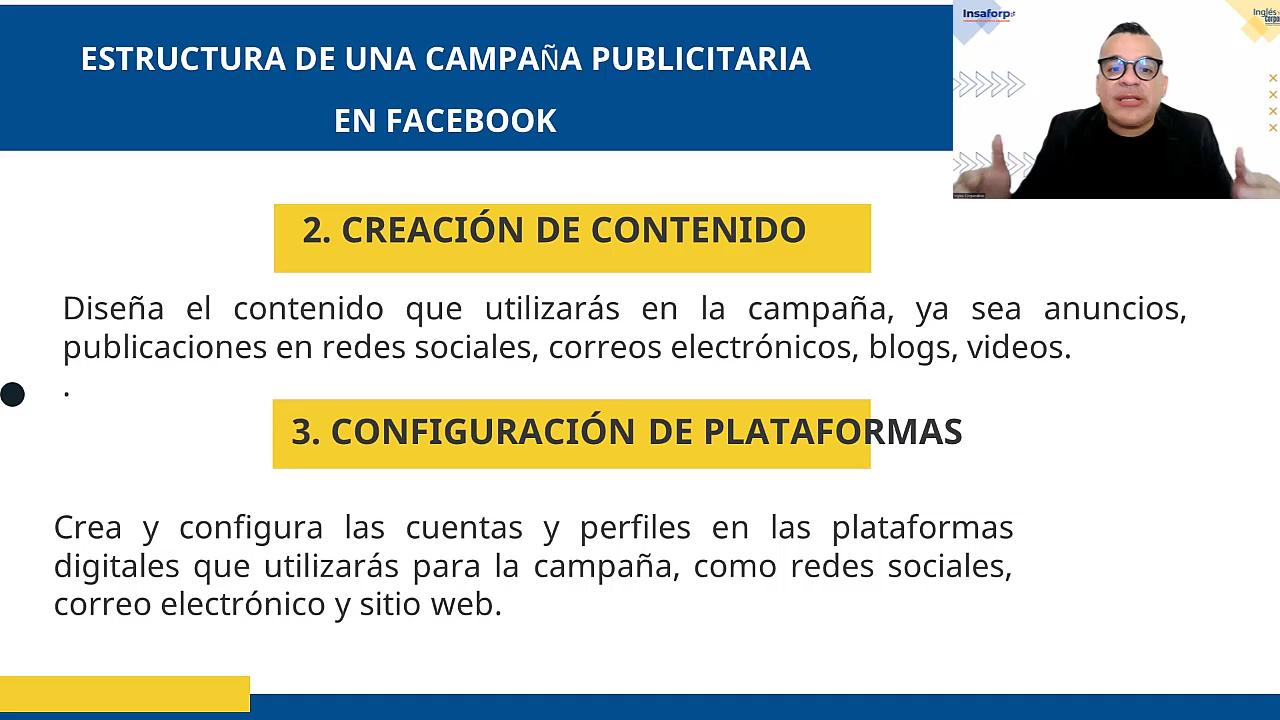 ESTRUCTURA DE UNA CAMPAÑA PUBLICITARIA
EN FACEBOOK
Insaforp
Inglés
2. CREACIÓN DE CONTENIDO
Diseña el contenido que utilizarás en la campaña, ya sea anuncios,
publicaciones en redes sociales, correos electrónicos, blogs, videos.
.
3. CONFIGURACIÓN DE PLATAFORMAS
Crea y configura las cuentas y perfiles en las plataformas
digitales que utilizarás para la campaña, como redes sociales,
correo electrónico y sitio web.